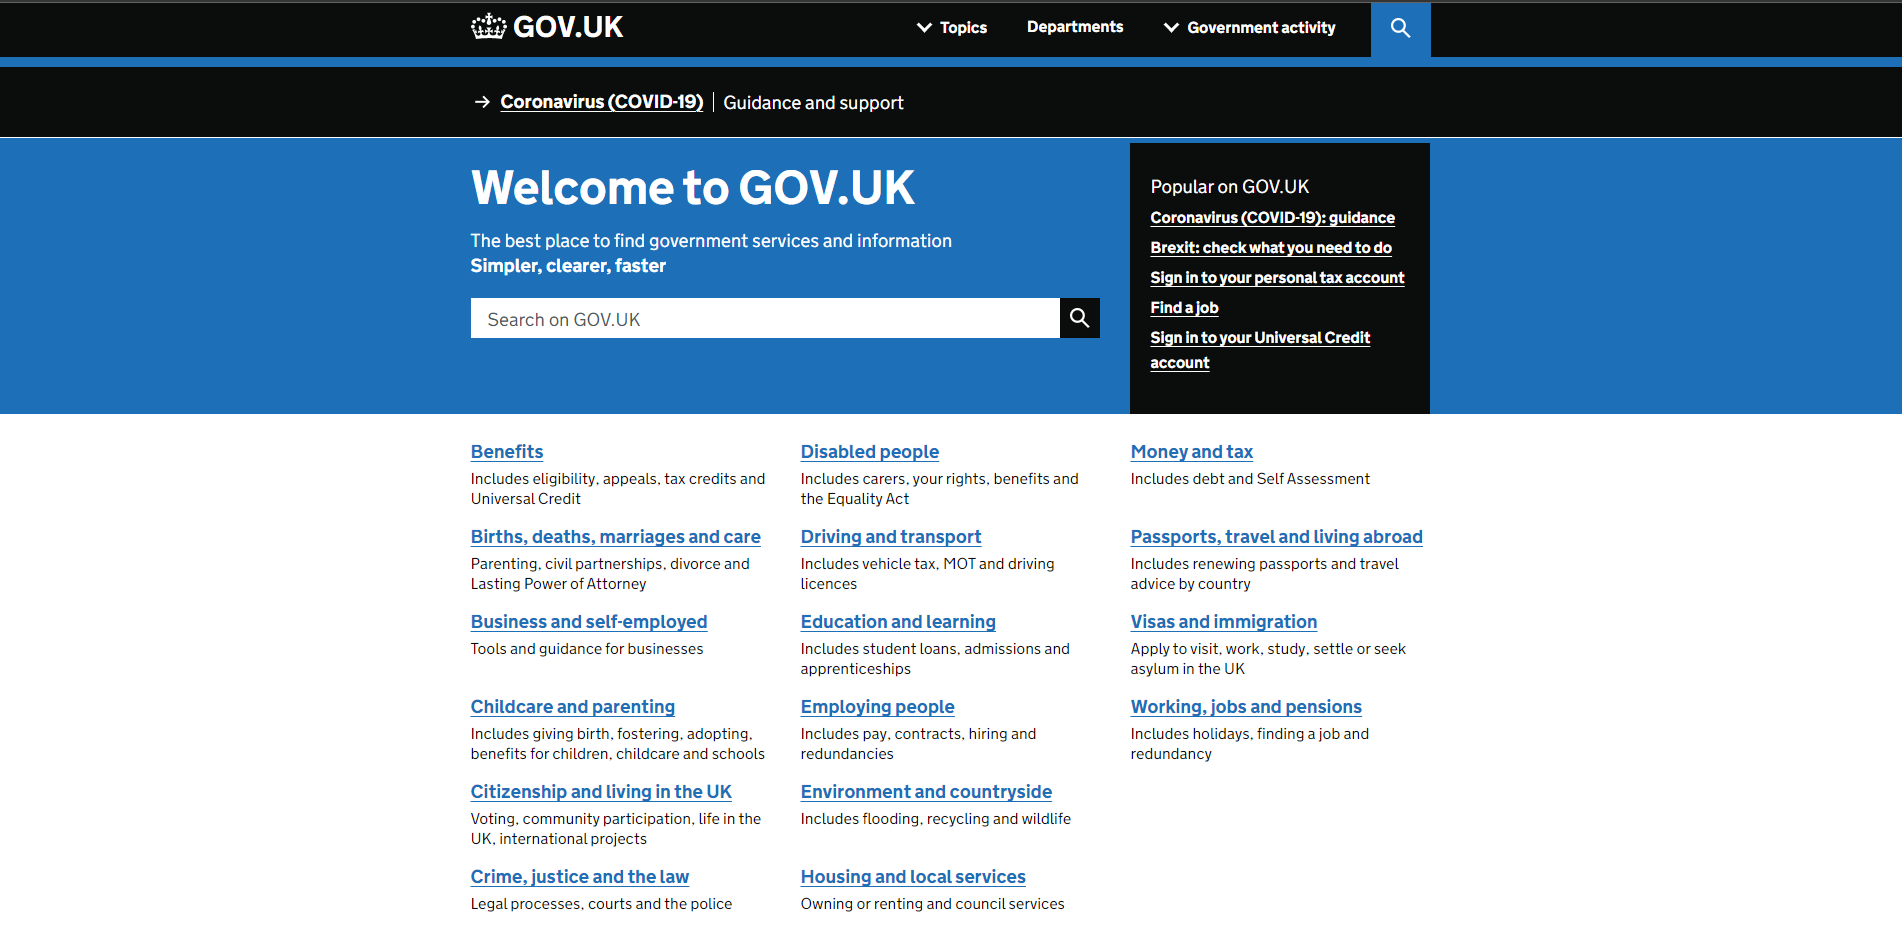 GOV.UK
Topics
Departments
Government activity
→ Coronavirus (COVID-19) | Guidance and support
Welcome to GOV.UK
The best place to find government services and information
Simpler, clearer, faster
Search on GOV.UK
Popular on GOV.UK
Coronavirus (COVID-19): guidance
Brexit: check what you need to do
Sign in to your personal tax account
Find a job
Sign in to your Universal Credit
account
Benefits
Includes eligibility, appeals, tax credits and
Universal Credit
Births, deaths, marriages and care
Parenting, civil partnerships, divorce and
Lasting Power of Attorney
Business and self-employed
Tools and guidance for businesses
Childcare and parenting
Includes giving birth, fostering, adopting,
benefits for children, childcare and schools
Citizenship and living in the UK
Voting, community participation, life in the
UK, international projects
Crime, justice and the law
Legal processes, courts and the police
Disabled people
Includes carers, your rights, benefits and
the Equality Act
Driving and transport
Includes vehicle tax, MOT and driving
licences
Education and learning
Includes student loans, admissions and
apprenticeships
Employing people
Includes pay, contracts, hiring and
redundancies
Environment and countryside
Includes flooding, recycling and wildlife
Housing and local services
Owning or renting and council services
Money and tax
Includes debt and Self Assessment
Passports, travel and living abroad
Includes renewing passports and travel
advice by country
Visas and immigration
Apply to visit, work, study, settle or seek
asylum in the UK
Working, jobs and pensions
Includes holidays, finding a job and
redundancy